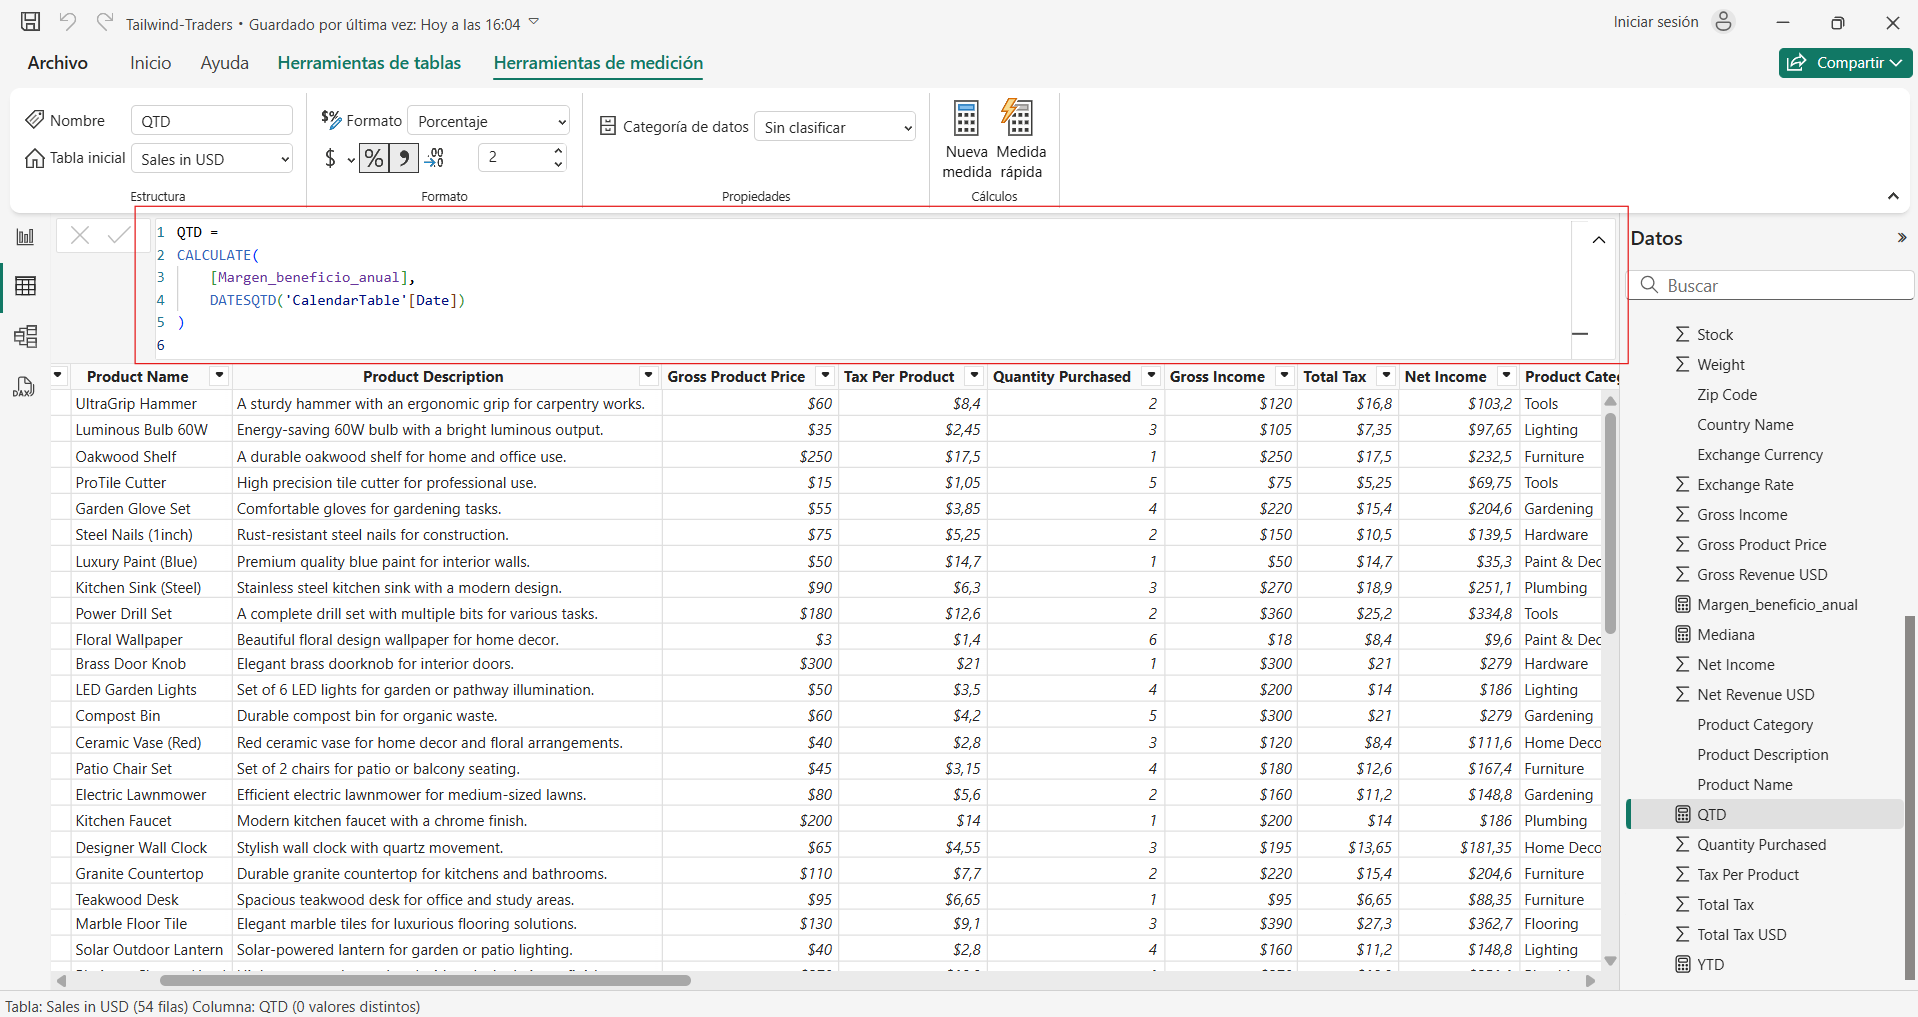 Tailwind-Traders • Guardado por última vez: Hoy a las 16:04
Iniciar sesión
Archivo Inicio Ayuda Herramientas de tablas Herramientas de medición
Compartir
Nombre QTD
Tabla inicial Sales in USD
Estructura
$% Formato Porcentaje
$ % 9 .00 →.0 2
Formato
Categoría de datos Sin clasificar
Propiedades
Nueva medida
Medida rápida
Cálculos
1 QTD =
2 CALCULATE(
3 [Margen_beneficio_anual],
4 DATESQTD('CalendarTable'[Date])
5 )
6
DAX
Product Name Product Description Gross Product Price Tax Per Product Quantity Purchased Gross Income Total Tax Net Income Product Categ
UltraGrip Hammer A sturdy hammer with an ergonomic grip for carpentry works. $60 $8,4 2 $120 $16,8 $103,2 Tools
Luminous Bulb 60W Energy-saving 60W bulb with a bright luminous output. $35 $2,45 3 $105 $7,35 $97,65 Lighting
Oakwood Shelf A durable oakwood shelf for home and office use. $250 $17,5 1 $250 $17,5 $232,5 Furniture
ProTile Cutter High precision tile cutter for professional use. $15 $1,05 5 $75 $5,25 $69,75 Tools
Garden Glove Set Comfortable gloves for gardening tasks. $55 $3,85 4 $220 $15,4 $204,6 Gardening
Steel Nails (1inch) Rust-resistant steel nails for construction. $75 $5,25 2 $150 $10,5 $139,5 Hardware
Luxury Paint (Blue) Premium quality blue paint for interior walls. $50 $14,7 1 $50 $14,7 $35,3 Paint & Dec
Kitchen Sink (Steel) Stainless steel kitchen sink with a modern design. $90 $6,3 3 $270 $18,9 $251,1 Plumbing
Power Drill Set A complete drill set with multiple bits for various tasks. $180 $12,6 2 $360 $25,2 $334,8 Tools
Floral Wallpaper Beautiful floral design wallpaper for home decor. $3 $1,4 6 $18 $8,4 $9,6 Paint & Dec
Brass Door Knob Elegant brass doorknob for interior doors. $300 $21 1 $300 $21 $279 Hardware
LED Garden Lights Set of 6 LED lights for garden or pathway illumination. $50 $3,5 4 $200 $14 $186 Lighting
Compost Bin Durable compost bin for organic waste. $60 $4,2 5 $300 $21 $279 Gardening
Ceramic Vase (Red) Red ceramic vase for home decor and floral arrangements. $40 $2,8 3 $120 $8,4 $111,6 Home Deco
Patio Chair Set Set of 2 chairs for patio or balcony seating. $45 $3,15 4 $180 $12,6 $167,4 Furniture
Electric Lawnmower Efficient electric lawnmower for medium-sized lawns. $80 $5,6 2 $160 $11,2 $148,8 Gardening
Kitchen Faucet Modern kitchen faucet with a chrome finish. $200 $14 1 $200 $14 $186 Plumbing
Designer Wall Clock Stylish wall clock with quartz movement. $65 $4,55 3 $195 $13,65 $181,35 Home Deco
Granite Countertop Durable granite countertop for kitchens and bathrooms. $110 $7,7 2 $220 $15,4 $204,6 Furniture
Teakwood Desk Spacious teakwood desk for office and study areas. $95 $6,65 1 $95 $6,65 $88,35 Furniture
Marble Floor Tile Elegant marble tiles for luxurious flooring solutions. $130 $9,1 3 $390 $27,3 $362,7 Flooring
Solar Outdoor Lantern Solar-powered lantern for garden or patio lighting. $40 $2,8 4 $160 $11,2 $148,8 Lighting
Datos
Buscar
Stock
Weight
Zip Code
Country Name
Exchange Currency
Exchange Rate
Gross Income
Gross Product Price
Gross Revenue USD
Margen_beneficio_anual
Mediana
Net Income
Net Revenue USD
Product Category
Product Description
Product Name
QTD
Quantity Purchased
Tax Per Product
Total Tax
Total Tax USD
YTD
Tabla: Sales in USD (54 filas) Columna: QTD (0 valores distintos)